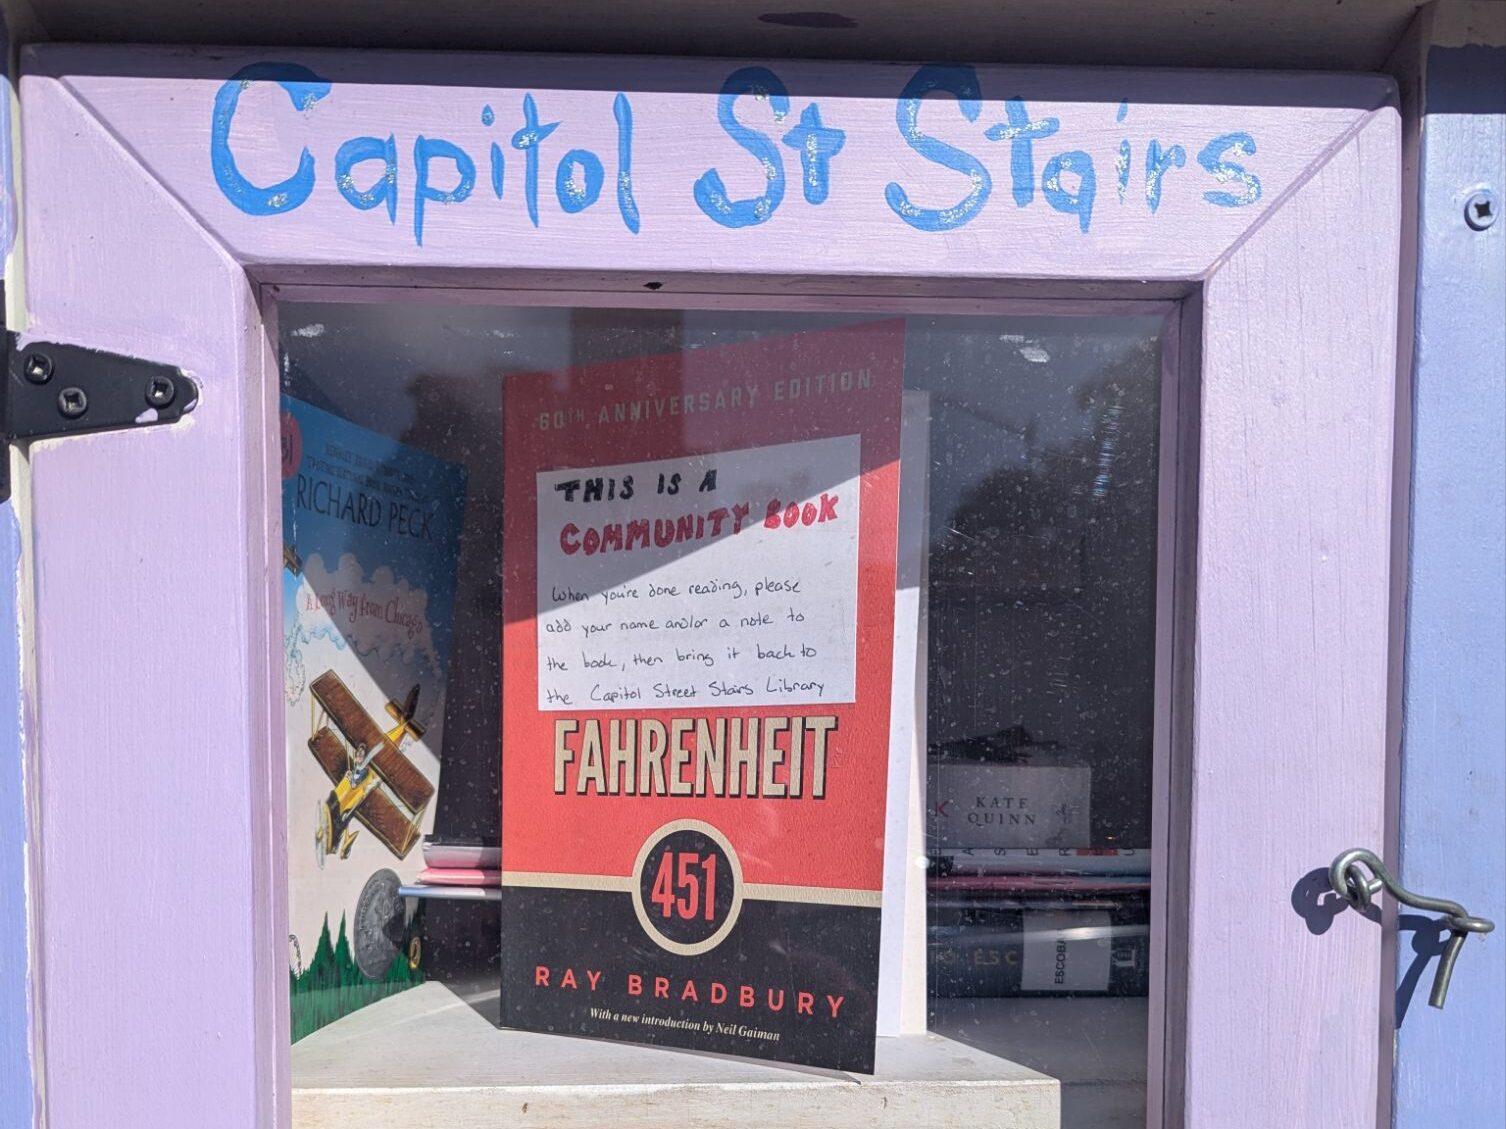 Capitol St Stairs
60TH ANNIVERSARY EDITION
THIS IS A
COMMUNITY BOOK
When you're done reading, please
add your name and/or a note to
the book, then bring it back to
the Capitol Street Stairs Library
FAHRENHEIT
451
RAY BRADBURY
With a new introduction by Neil Gaiman
RICHARD PECK
A Long Way from Chicago
KATE
QUINN
ESC
ESCOBA